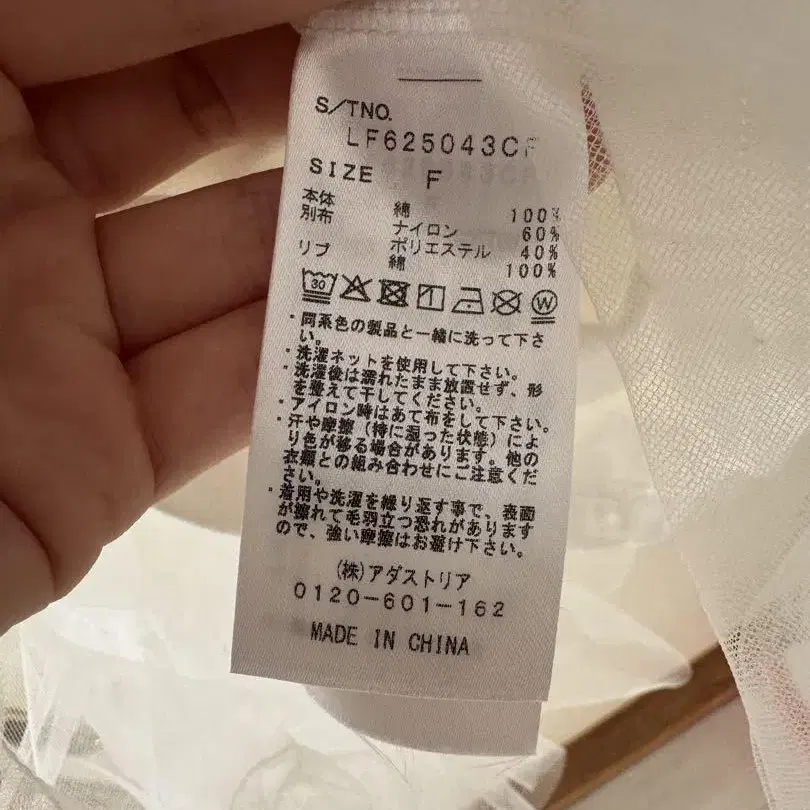 S/TNO.
LF625043CF
SIZE F
本体 綿 100%
別布 ナイロン 60%
ポリエステル 40%
リブ 綿 100%
30
W
・同系色の製品と一緒に洗って下さ
い。
・洗濯ネットを使用して下さい。
・洗濯後は濡れたまま放置せず、形
を整えて干してください。
・アイロン時はあて布をして下さい。
・汗や摩擦（特に湿った状態）によ
り色が移る場合があります。他の
衣類との組み合わせにご注意くだ
さい。
・着用や洗濯を繰り返す事で、表面
が擦れて毛羽立つ恐れがあります
ので、強い摩擦はお避け下さい。
(株)アダストリア
0120-601-162
MADE IN CHINA